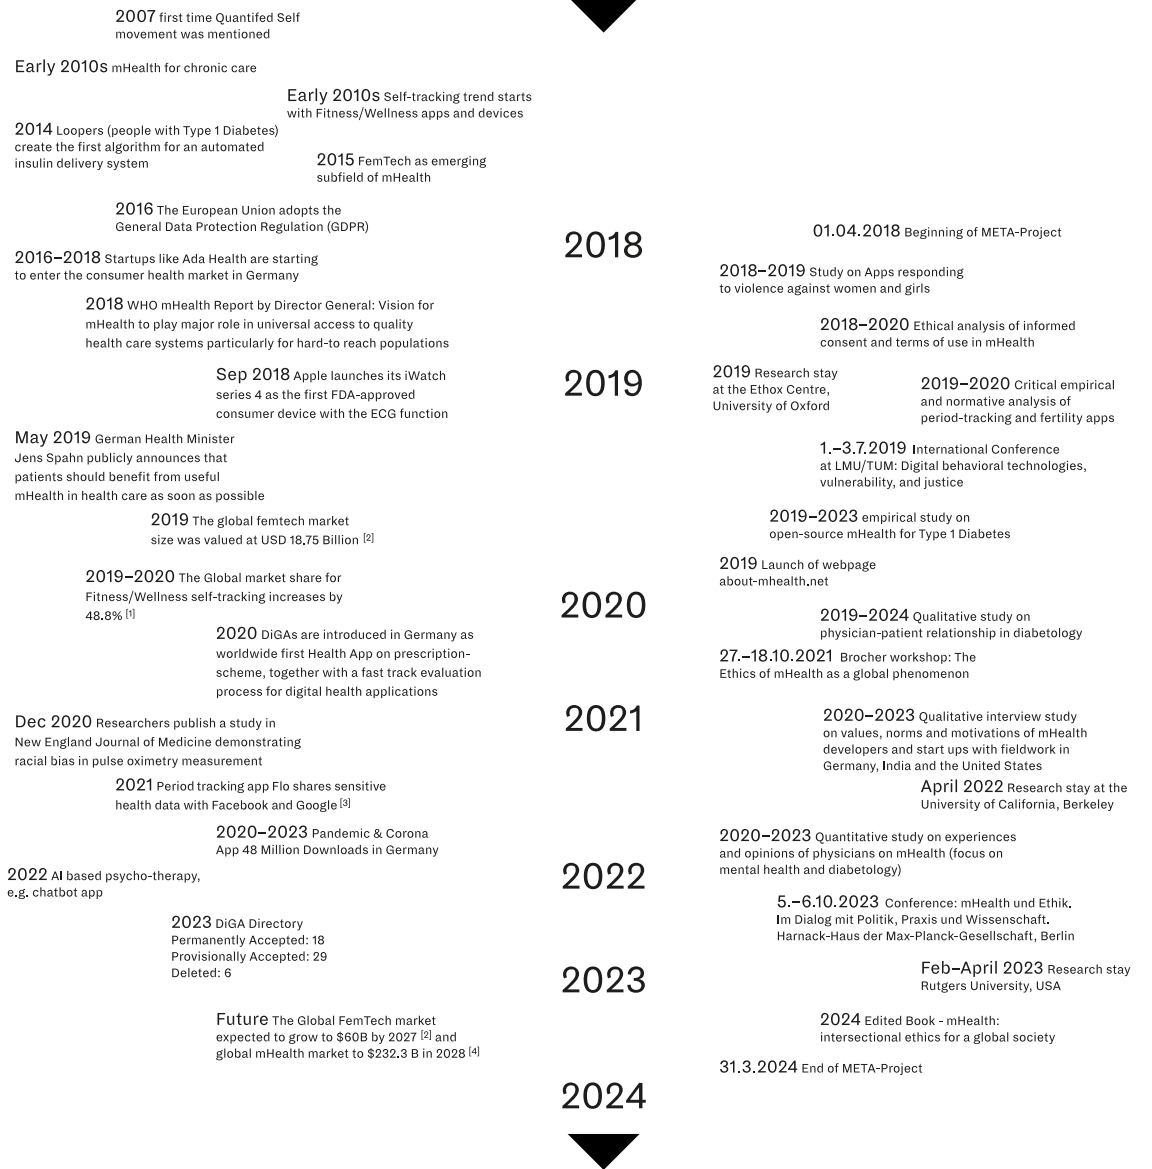 2007 first time Quantifed Self
movement was mentioned
Early 2010s mHealth for chronic care
Early 2010s Self-tracking trend starts
with Fitness/Wellness apps and devices
2014 Loopers (people with Type 1 Diabetes)
create the first algorithm for an automated
insulin delivery system
2015 FemTech as emerging
subfield of mHealth
2016 The European Union adopts the
General Data Protection Regulation (GDPR)
2016–2018 Startups like Ada Health are starting
to enter the consumer health market in Germany
2018 WHO mHealth Report by Director General: Vision for
mHealth to play major role in universal access to quality
health care systems particularly for hard-to reach populations
Sep 2018 Apple launches its iWatch
series 4 as the first FDA-approved
consumer device with the ECG function
May 2019 German Health Minister
Jens Spahn publicly announces that
patients should benefit from useful
mHealth in health care as soon as possible
2019 The global femtech market
size was valued at USD 18.75 Billion [2]
2019–2020 The Global market share for
Fitness/Wellness self-tracking increases by
48.8% [1]
2020 DiGAs are introduced in Germany as
worldwide first Health App on prescription-
scheme, together with a fast track evaluation
process for digital health applications
Dec 2020 Researchers publish a study in
New England Journal of Medicine demonstrating
racial bias in pulse oximetry measurement
2021 Period tracking app Flo shares sensitive
health data with Facebook and Google [3]
2020–2023 Pandemic & Corona
App 48 Million Downloads in Germany
2022 AI based psycho-therapy,
e.g. chatbot app
2023 DiGA Directory
Permanently Accepted: 18
Provisionally Accepted: 29
Deleted: 6
Future The Global FemTech market
expected to grow to $60B by 2027 [2] and
global mHealth market to $232.3 B in 2028 [4]
2018
2019
2020
2021
2022
2023
2024
01.04.2018 Beginning of META-Project
2018–2019 Study on Apps responding
to violence against women and girls
2018–2020 Ethical analysis of informed
consent and terms of use in mHealth
2019 Research stay
at the Ethox Centre,
University of Oxford
2019–2020 Critical empirical
and normative analysis of
period-tracking and fertility apps
1.–3.7.2019 International Conference
at LMU/TUM: Digital behavioral technologies,
vulnerability, and justice
2019–2023 empirical study on
open-source mHealth for Type 1 Diabetes
2019 Launch of webpage
about-mhealth.net
2019–2024 Qualitative study on
physician-patient relationship in diabetology
27.–18.10.2021 Brocher workshop: The
Ethics of mHealth as a global phenomenon
2020–2023 Qualitative interview study
on values, norms and motivations of mHealth
developers and start ups with fieldwork in
Germany, India and the United States
April 2022 Research stay at the
University of California, Berkeley
2020–2023 Quantitative study on experiences
and opinions of physicians on mHealth (focus on
mental health and diabetology)
5.–6.10.2023 Conference: mHealth und Ethik.
Im Dialog mit Politik, Praxis und Wissenschaft.
Harnack-Haus der Max-Planck-Gesellschaft, Berlin
Feb–April 2023 Research stay
Rutgers University, USA
2024 Edited Book - mHealth:
intersectional ethics for a global society
31.3.2024 End of META-Project